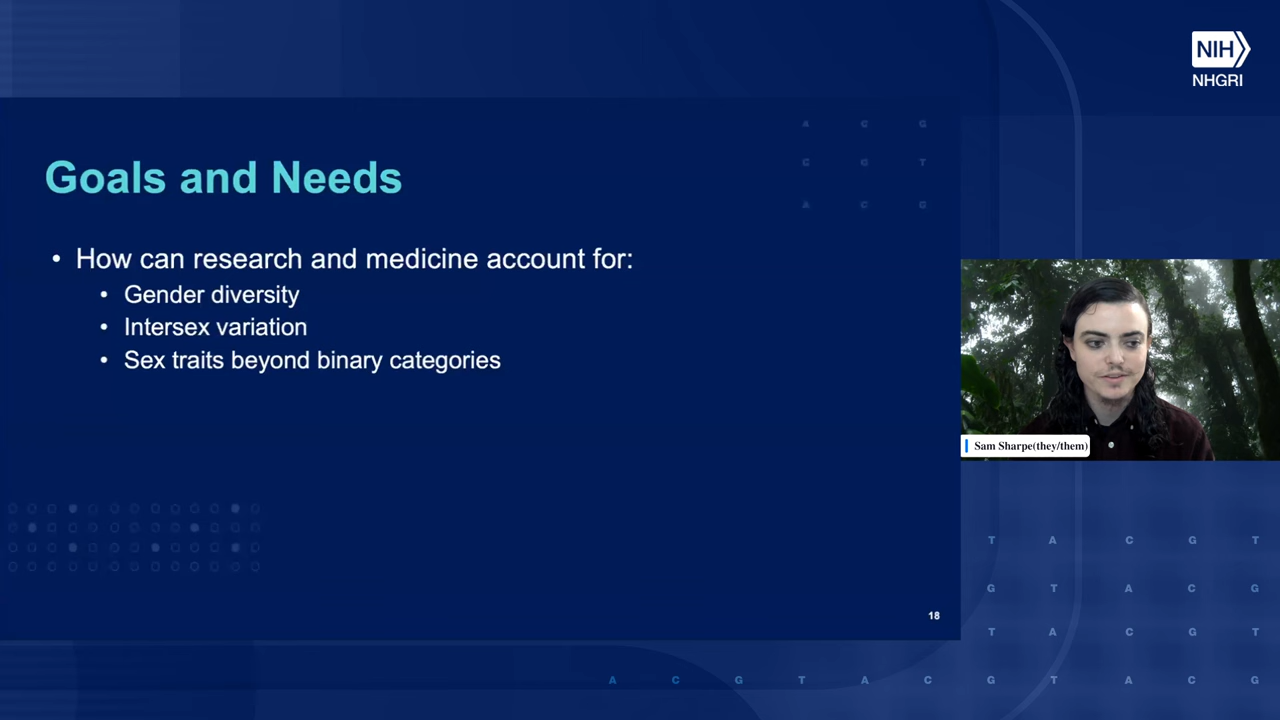 NIH
NHGRI
A C G
C G T
A C G
Goals and Needs
• How can research and medicine account for:
• Gender diversity
• Intersex variation
• Sex traits beyond binary categories
Sam Sharpe(they/them)
18
T A C G T
G T A C G
T A C G T
A C G T A C G T A C G